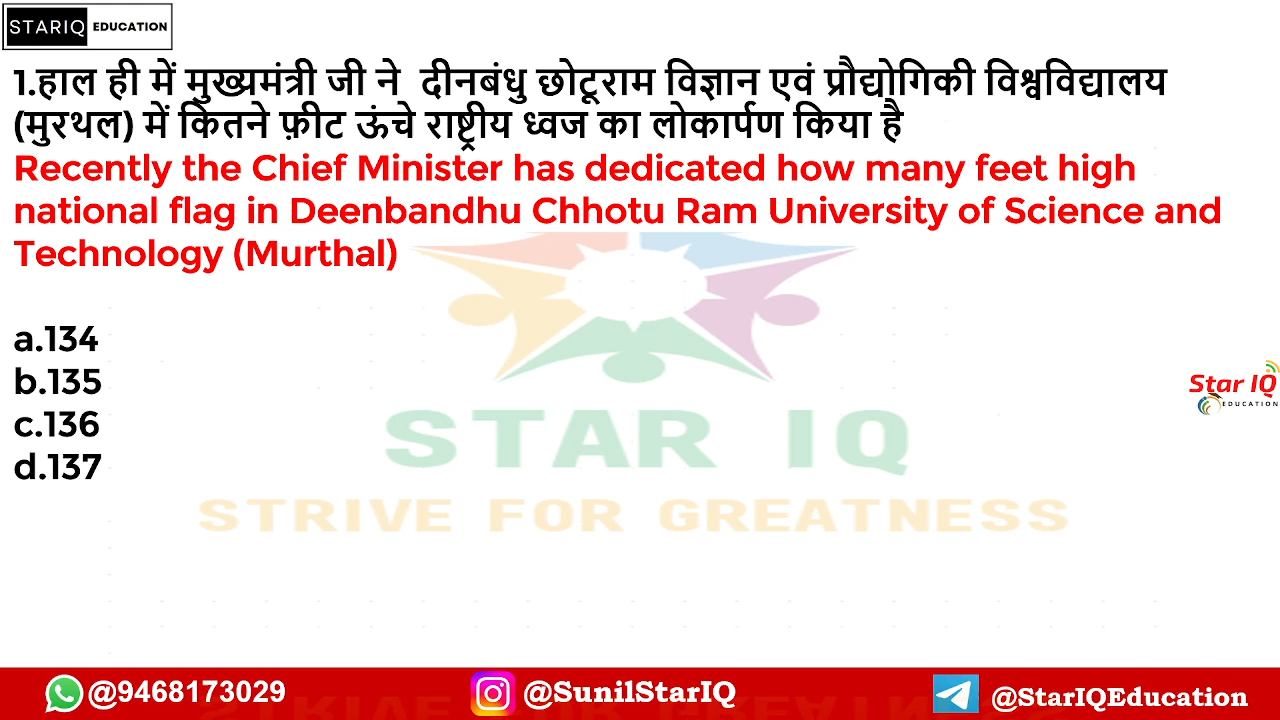 STARIQ EDUCATION
1.हाल ही में मुख्यमंत्री जी ने दीनबंधु छोटूराम विज्ञान एवं प्रौद्योगिकी विश्वविद्यालय
(मुरथल) में कितने फ़ीट ऊंचे राष्ट्रीय ध्वज का लोकार्पण किया है
Recently the Chief Minister has dedicated how many feet high
national flag in Deenbandhu Chhotu Ram University of Science and
Technology (Murthal)
a.134
b.135
c.136
d.137
Star IQ
EDUCATION
STAR IQ
STRIVE FOR GREATNESS
@9468173029 @SunilStarIQ @StarIQEducation